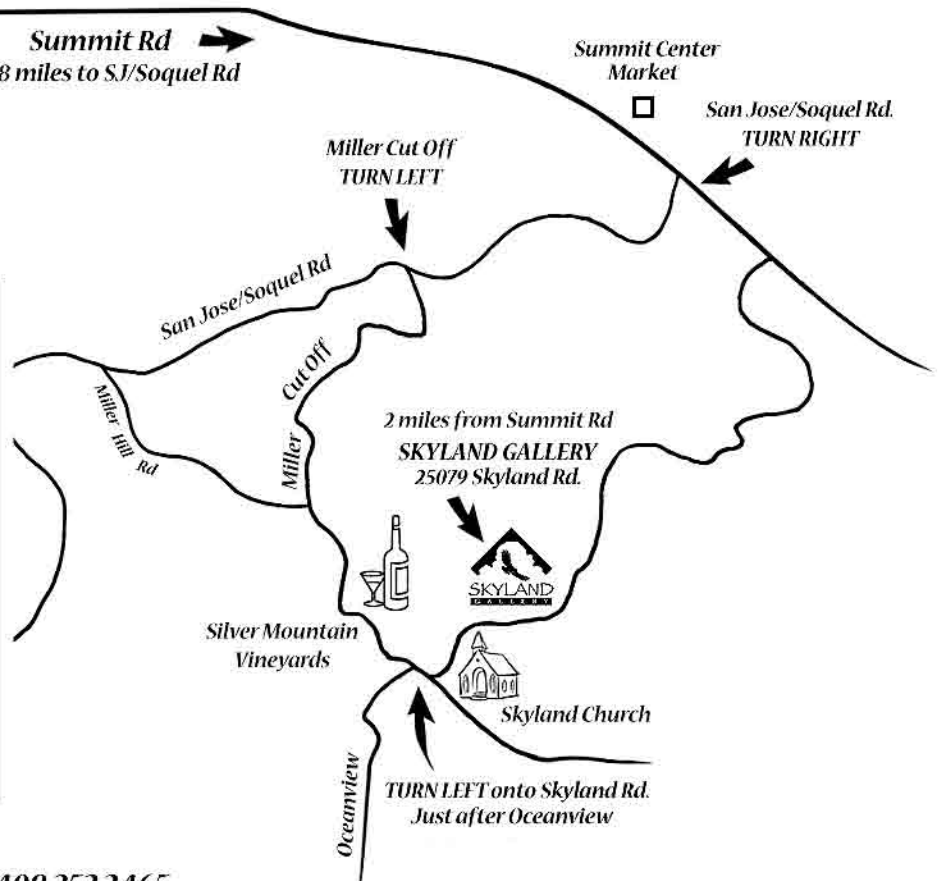 Summit Rd
8 miles to SJ/Soquel Rd
Summit Center
Market
San Jose/Soquel Rd.
TURN RIGHT
Miller Cut Off
TURN LEFT
San Jose/Soquel Rd
Miller Cut Off
Miller Hill Rd
2 miles from Summit Rd
SKYLAND GALLERY
25079 Skyland Rd.
SKYLAND
GALLERY
Silver Mountain
Vineyards
Skyland Church
Oceanview
TURN LEFT onto Skyland Rd.
Just after Oceanview